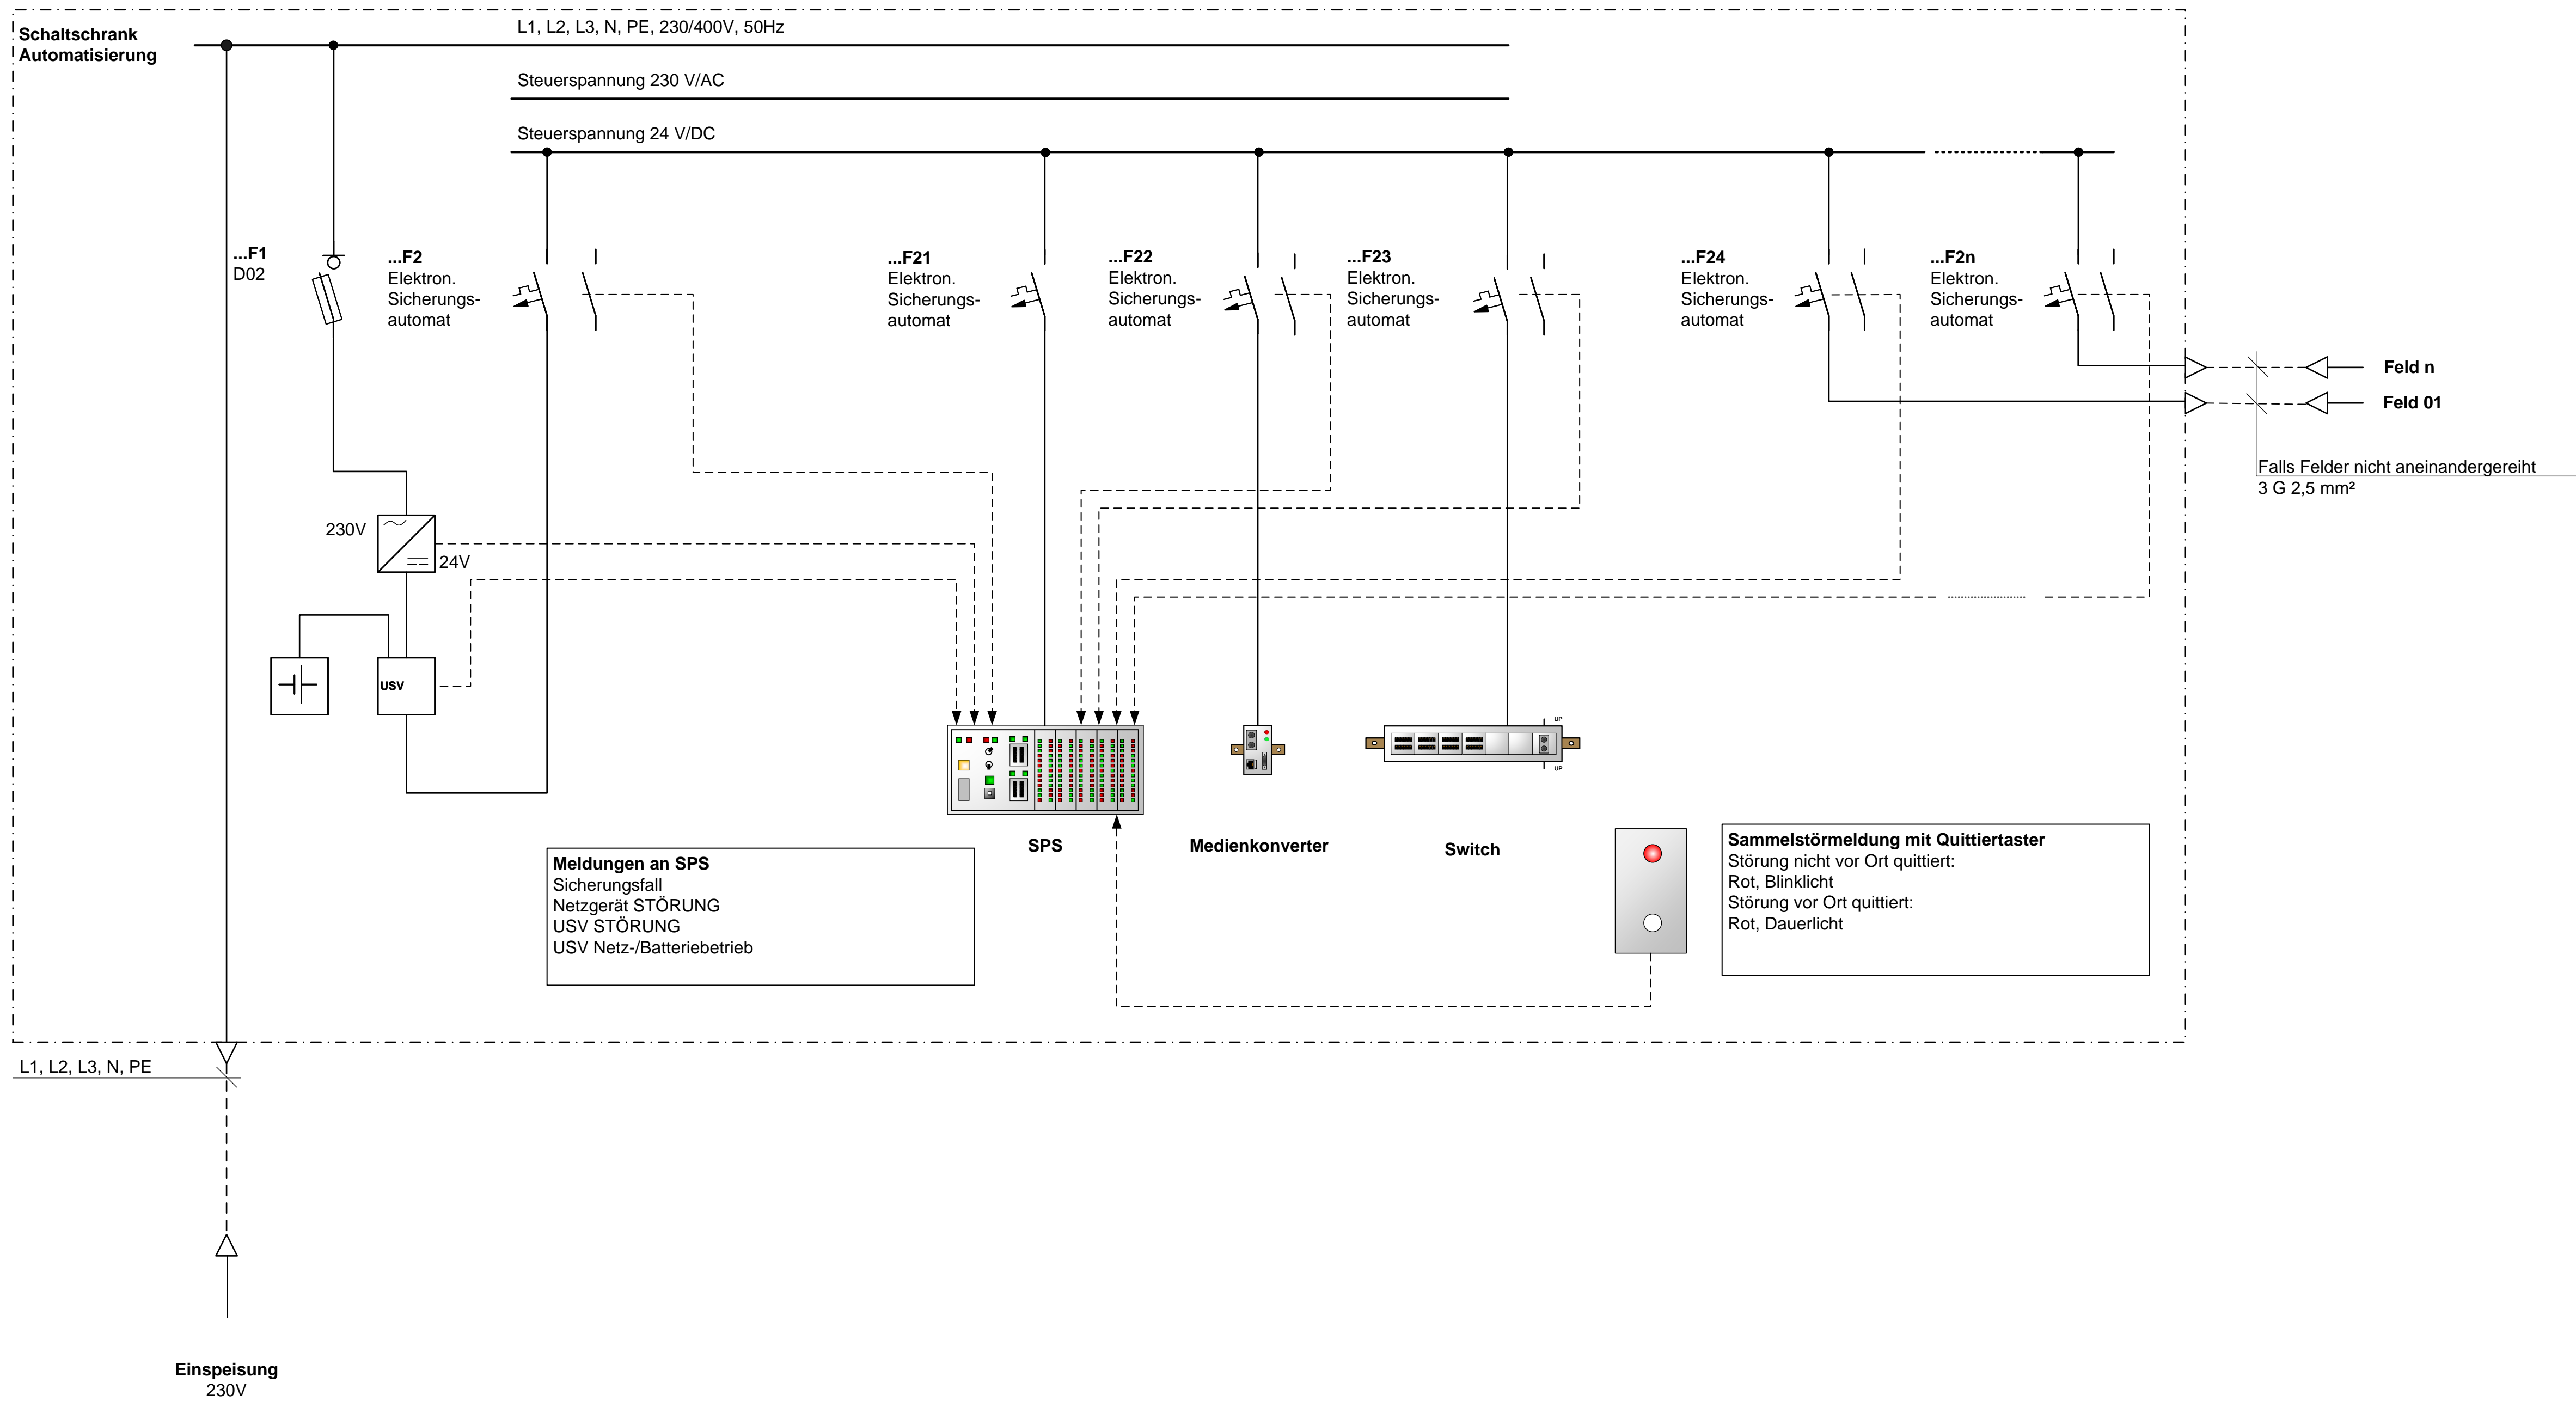 Schaltschrank
Automatisierung
L1, L2, L3, N, PE, 230/400V, 50Hz
Steuerspannung 230 V/AC
Steuerspannung 24 V/DC
...F1
D02
...F2
Elektron.
Sicherungs-
automat
...F21
Elektron.
Sicherungs-
automat
...F22
Elektron.
Sicherungs-
automat
...F23
Elektron.
Sicherungs-
automat
...F24
Elektron.
Sicherungs-
automat
...F2n
Elektron.
Sicherungs-
automat
Feld n
Feld 01
Falls Felder nicht aneinandergereiht
3 G 2,5 mm²
230V
24V
USV
UP
UP
SPS
Medienkonverter
Switch
Meldungen an SPS
Sicherungsfall
Netzgerät STÖRUNG
USV STÖRUNG
USV Netz-/Batteriebetrieb
Sammelstörmeldung mit Quittiertaster
Störung nicht vor Ort quittiert:
Rot, Blinklicht
Störung vor Ort quittiert:
Rot, Dauerlicht
L1, L2, L3, N, PE
Einspeisung
230V